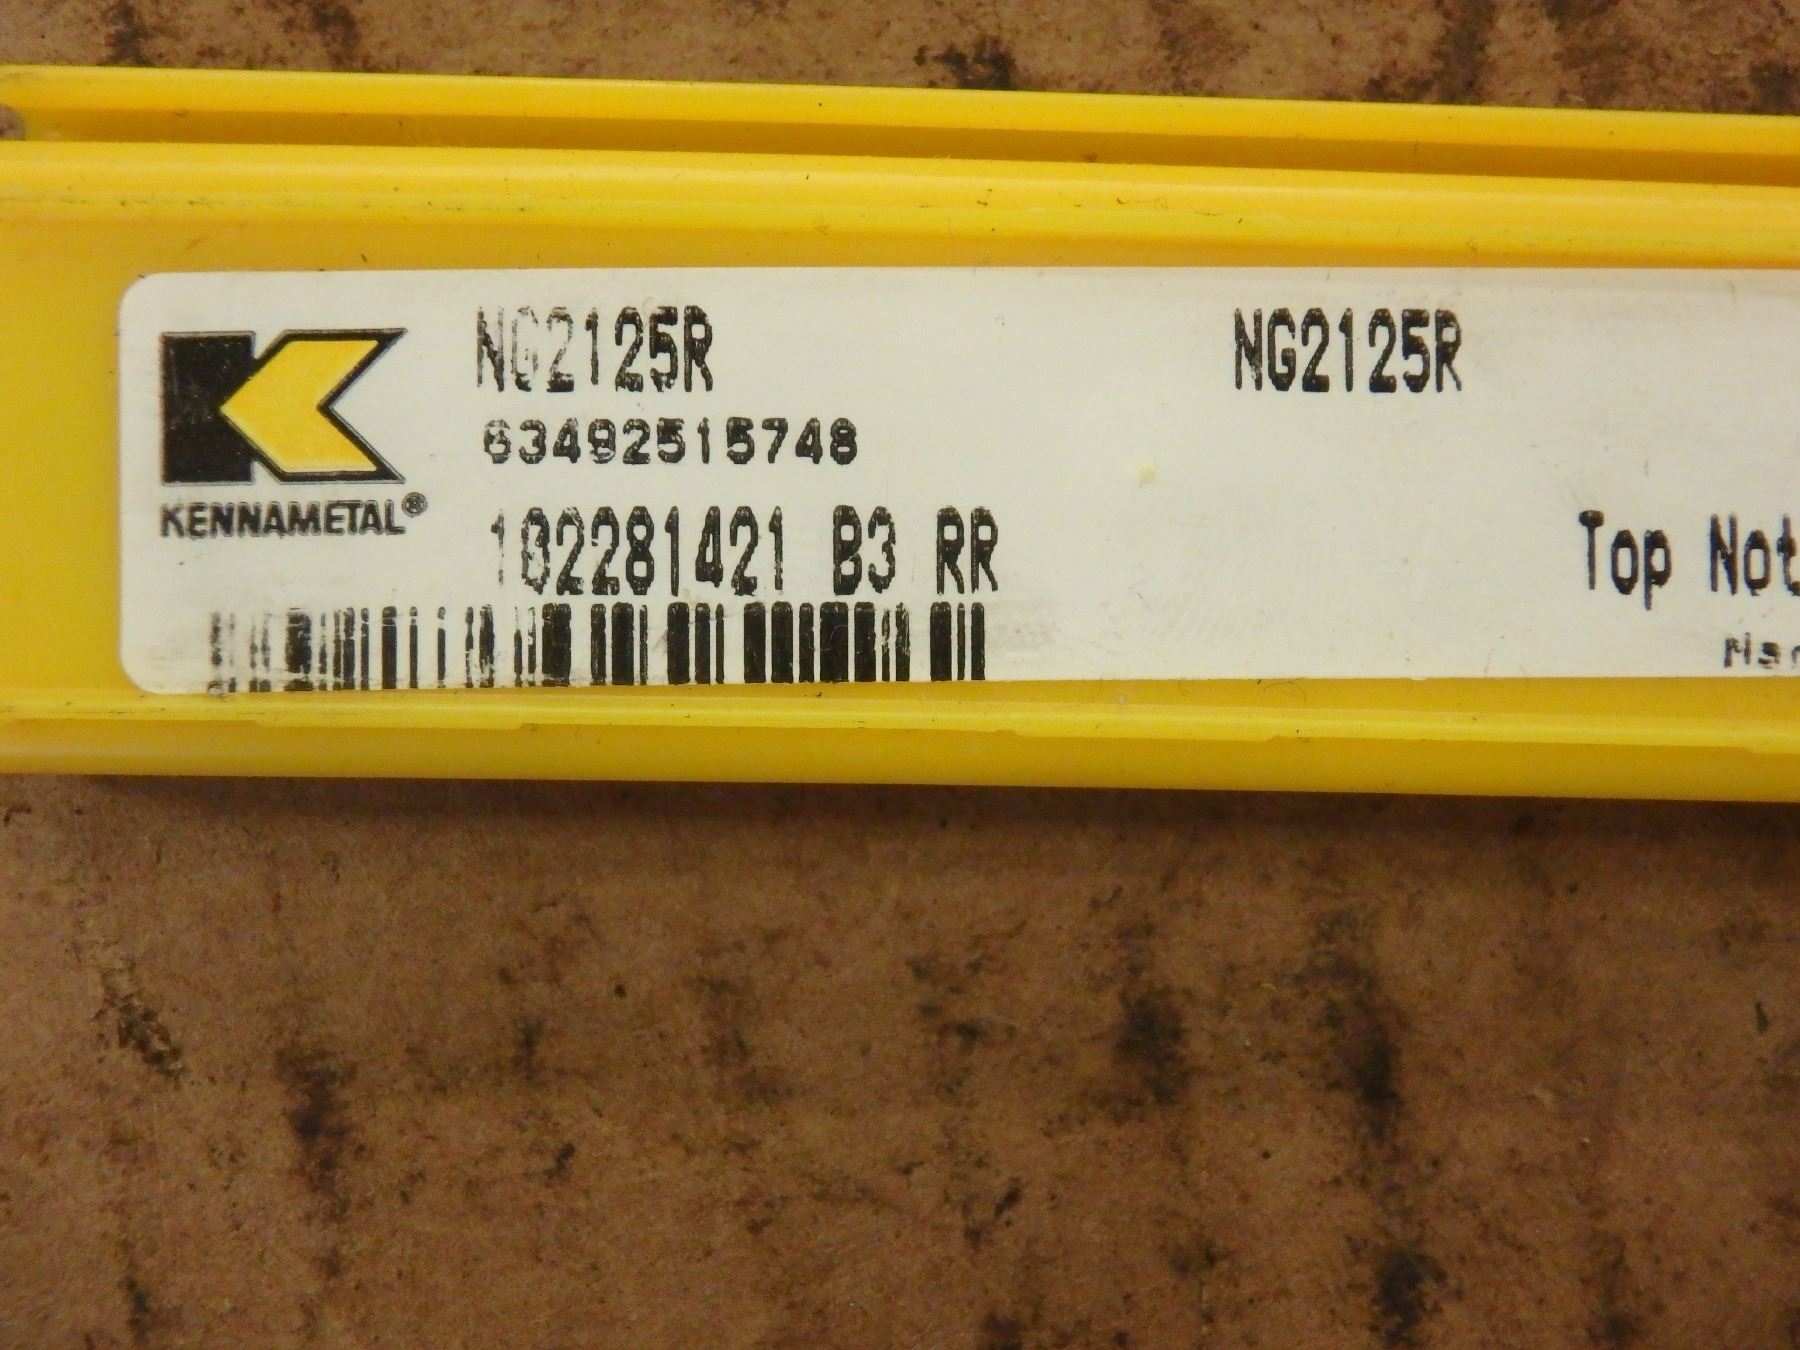 NG2125R NG2125R
63492515748
102281421 B3 RR
KENNAMETAL®
Top Not